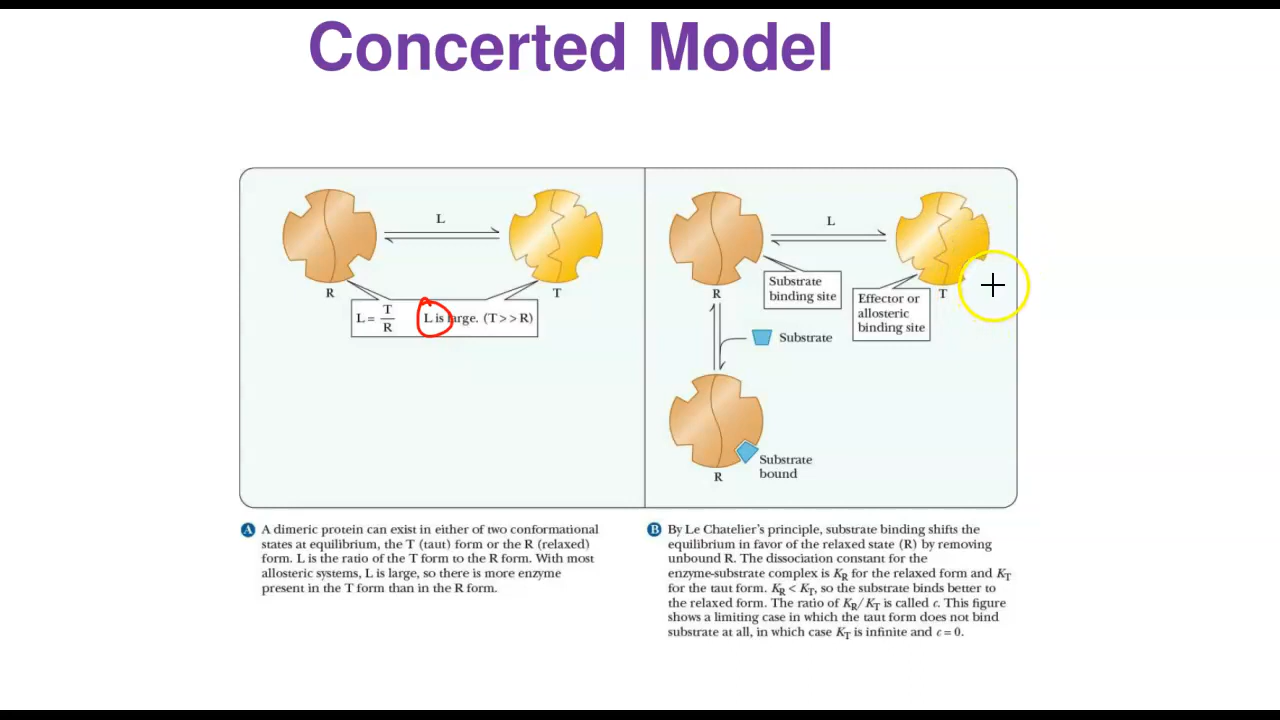 Concerted Model
L
R
T
L = T/R L is large. (T > > R)
L
R
T
Substrate
binding site
Effector or
allosteric
binding site
Substrate
Substrate
bound
R
A A dimeric protein can exist in either of two conformational
states at equilibrium, the T (taut) form or the R (relaxed)
form. L is the ratio of the T form to the R form. With most
allosteric systems, L is large, so there is more enzyme
present in the T form than in the R form.
B By Le Chatelier's principle, substrate binding shifts the
equilibrium in favor of the relaxed state (R) by removing
unbound R. The dissociation constant for the
enzyme-substrate complex is KR for the relaxed form and KT
for the taut form. KR < KT, so the substrate binds better to
the relaxed form. The ratio of KR/KT is called c. This figure
shows a limiting case in which the taut form does not bind
substrate at all, in which case KT is infinite and c = 0.